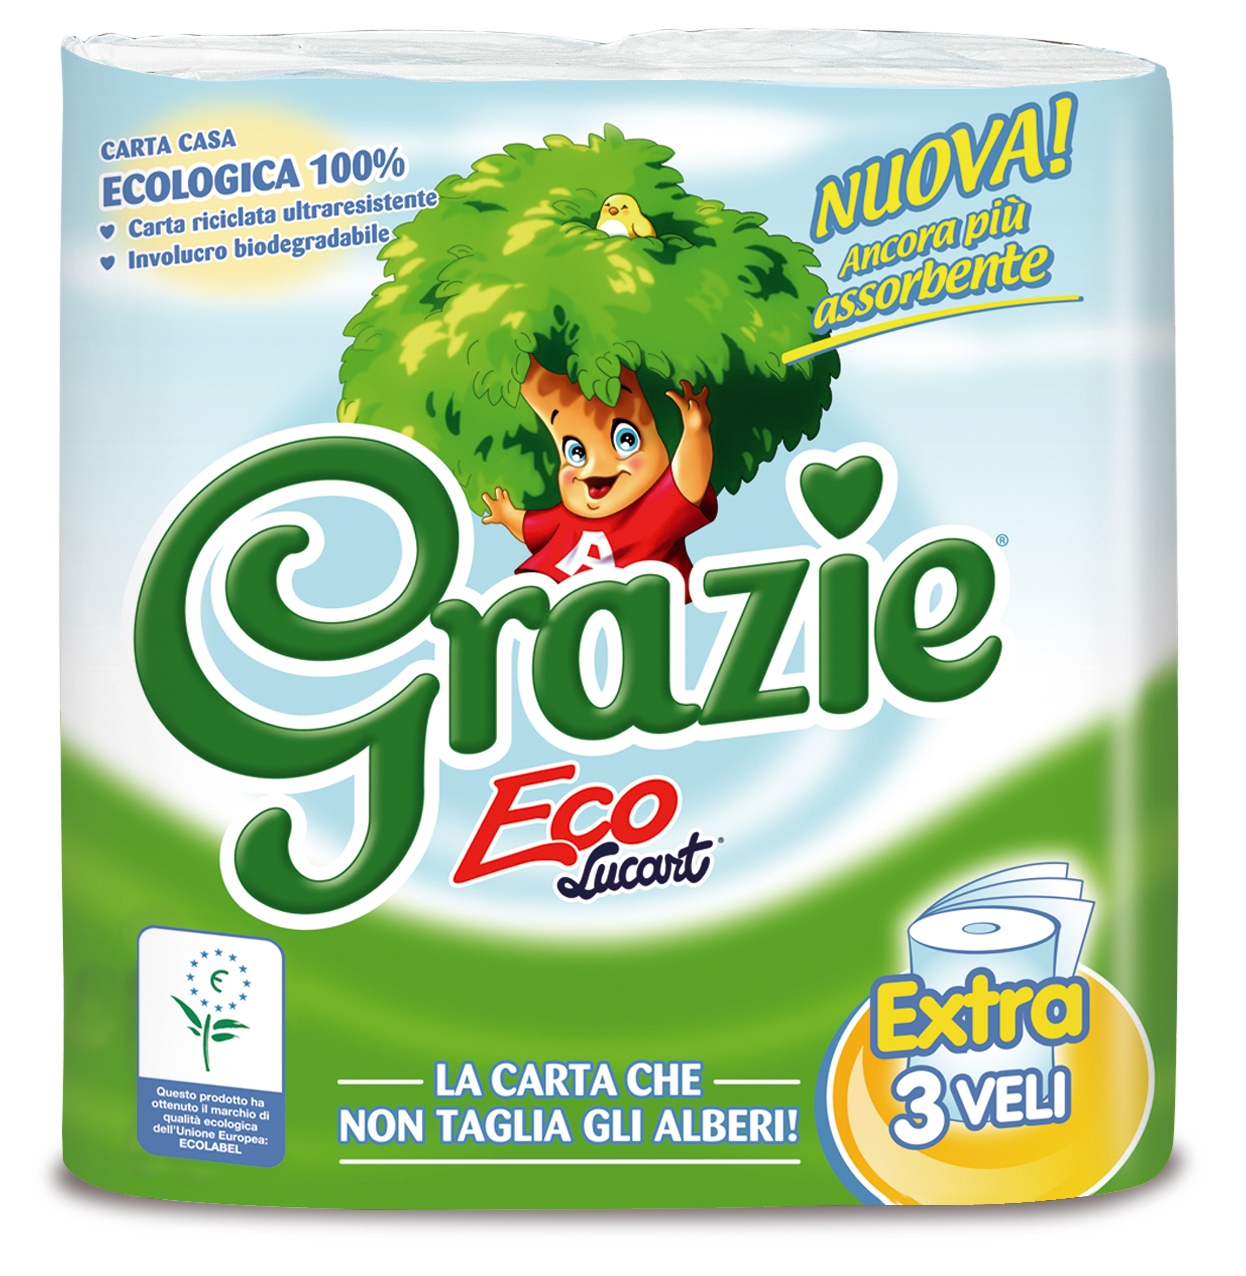 CARTA CASA
ECOLOGICA 100%
Carta riciclata ultraresistente
Involucro biodegradabile
NUOVA!
Ancora più
assorbente
A
Grazie®
Eco
Lucart®
Questo prodotto ha
ottenuto il marchio di
qualità ecologica
dell'Unione Europea:
ECOLABEL
LA CARTA CHE
NON TAGLIA GLI ALBERI!
Extra
3 VELI